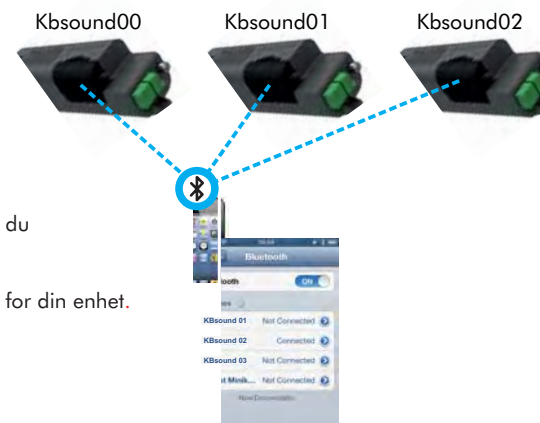 Kbsound00 Kbsound01 Kbsound02
du
Bluetooth
ooth ON
for din enhet.
KBsound 01 Not Connected
KBsound 02 Connected
KBsound 03 Not Connected
Not Connected